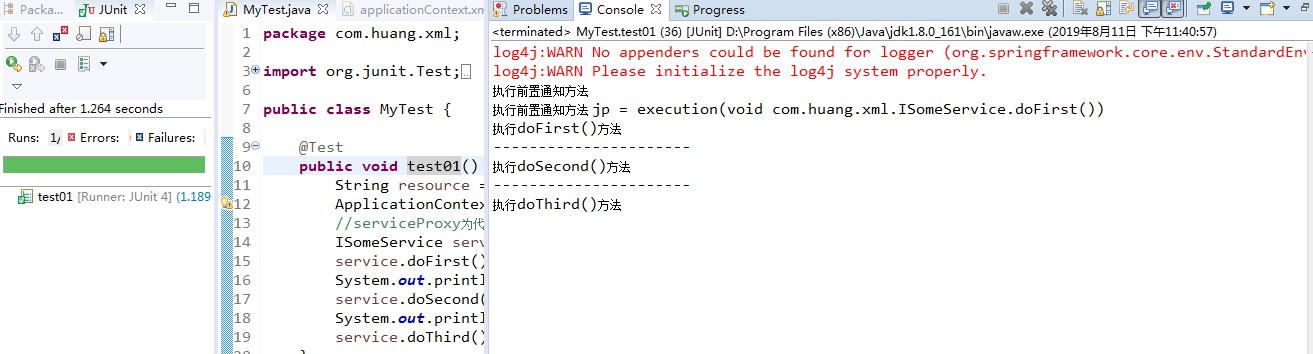 Packa... JUnit
Finished after 1.264 seconds
Runs: 1/ Errors: Failures:
test01 [Runner: JUnit 4] (1.189
MyTest.java applicationContext.xm
1 package com.huang.xml;
2
3 import org.junit.Test;
6
7 public class MyTest {
8
9 @Test
10 public void test01()
11 String resource =
12 ApplicationContex
13 //serviceProxy为代
14 ISomeService serv
15 service.doFirst()
16 System.out.printl
17 service.doSecond(
18 System.out.printl
19 service.doThird()
Problems Console Progress
<terminated> MyTest.test01 (36) [JUnit] D:\Program Files (x86)\Java\jdk1.8.0_161\bin\javaw.exe (2019年8月11日 下午11:40:57)
log4j:WARN No appenders could be found for logger (org.springframework.core.env.StandardEnv
log4j:WARN Please initialize the log4j system properly.
执行前置通知方法
执行前置通知方法 jp = execution(void com.huang.xml.ISomeService.doFirst())
执行doFirst()方法
----------------------
执行doSecond()方法
----------------------
执行doThird()方法